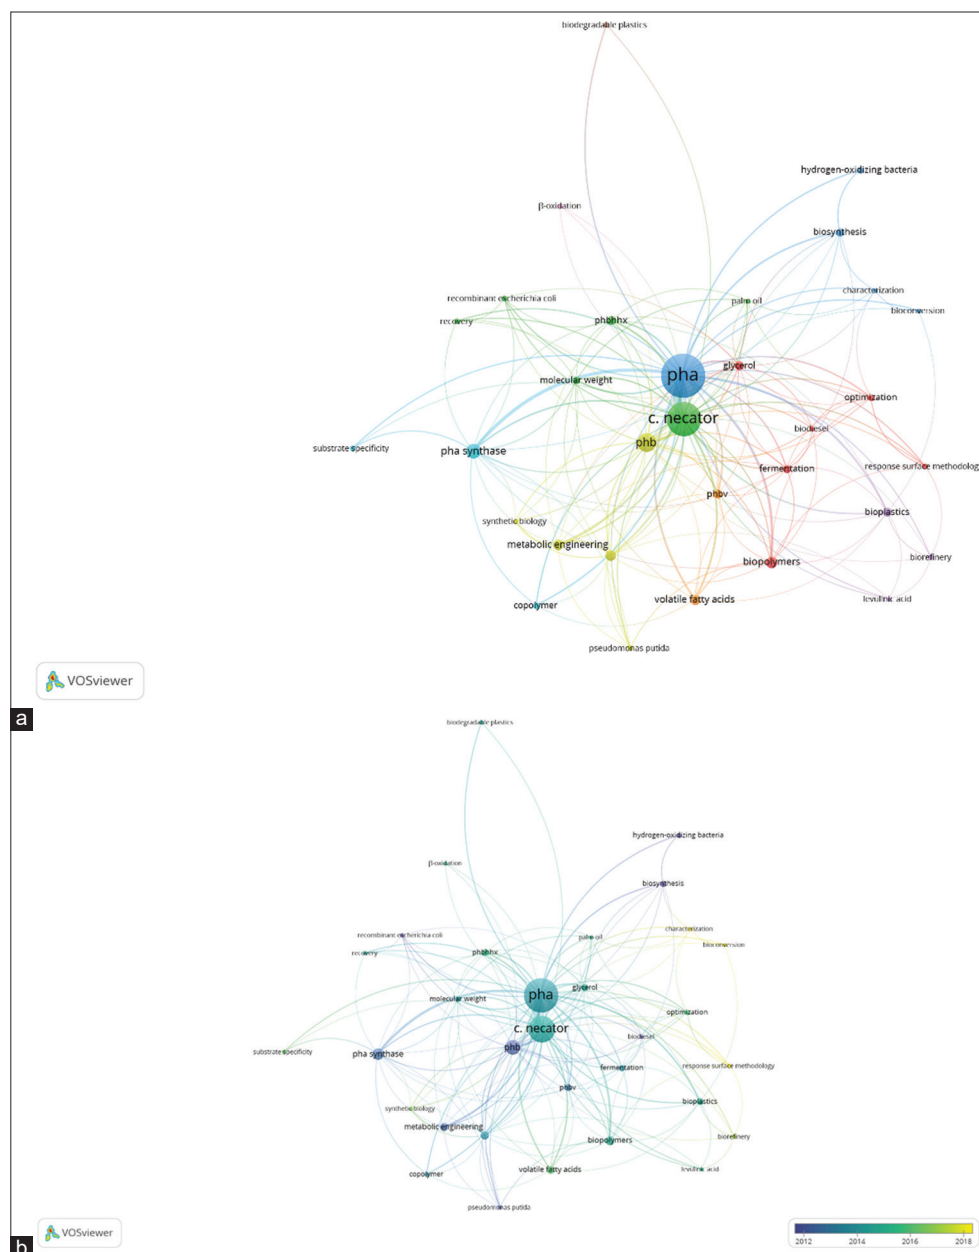 biodegradable plastics
hydrogen-oxidizing bacteria
β-oxidation
biosynthesis
characterization
recombinant escherichia coli
palm oil
bioconversion
recovery
phbhhx
glycerol
pha
molecular weight
optimization
c. necator
biodiesel
substrate specificity
pha synthase
phb
fermentation
response surface methodolog
phbv
bioplastics
synthetic biology
metabolic engineering
biorefinery
biopolymers
copolymer
volatile fatty acids
levulinic acid
pseudomonas putida
VOSviewer
a
biodegradable plastics
hydrogen-oxidizing bacteria
β-oxidation
biosynthesis
characterization
recombinant escherichia coli
palm oil
bioconversion
recovery
phbhhx
glycerol
pha
molecular weight
optimization
c. necator
biodiesel
phb
substrate specificity
pha synthase
fermentation
response surface methodology
phbv
bioplastics
synthetic biology
metabolic engineering
biorefinery
biopolymers
copolymer
volatile fatty acids
levulinic acid
pseudomonas putida
VOSviewer
2012 2014 2016 2018
b